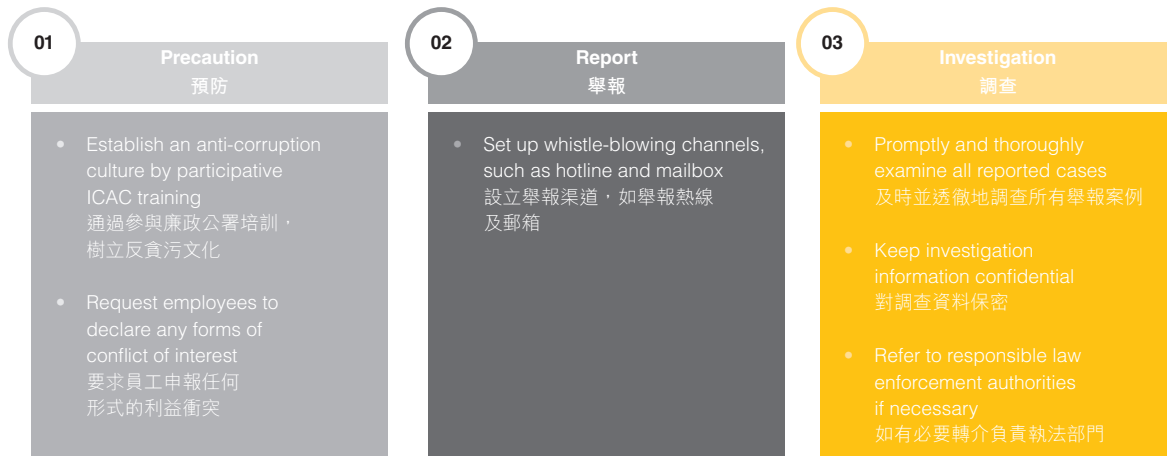 01
Precaution
預防
• Establish an anti-corruption
culture by participative
ICAC training
通過參與廉政公署培訓，
樹立反貪污文化
• Request employees to
declare any forms of
conflict of interest
要求員工申報任何
形式的利益衝突
02
Report
舉報
• Set up whistle-blowing channels,
such as hotline and mailbox
設立舉報渠道，如舉報熱線
及郵箱
03
Investigation
調查
• Promptly and thoroughly
examine all reported cases
及時並透徹地調查所有舉報案例
• Keep investigation
information confidential
對調查資料保密
• Refer to responsible law
enforcement authorities
if necessary
如有必要轉介負責執法部門